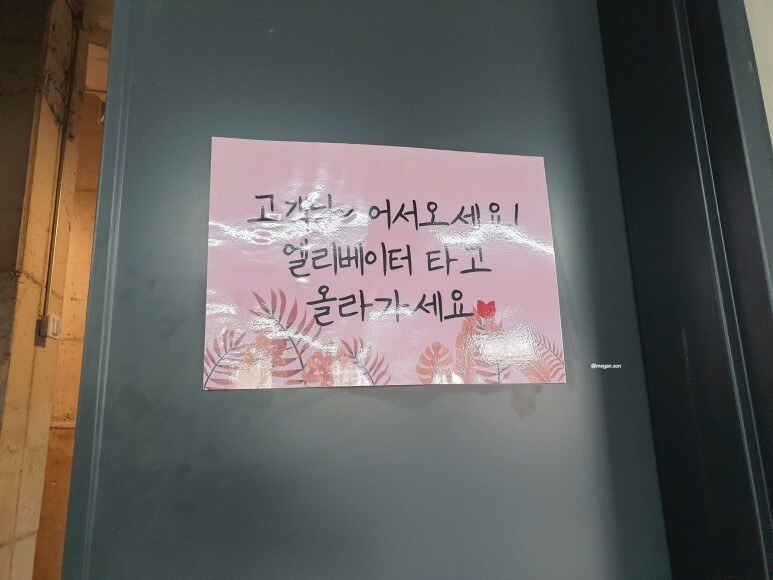 고객님~ 어서오세요!
엘리베이터 타고
올라가세요♥
@megan.son